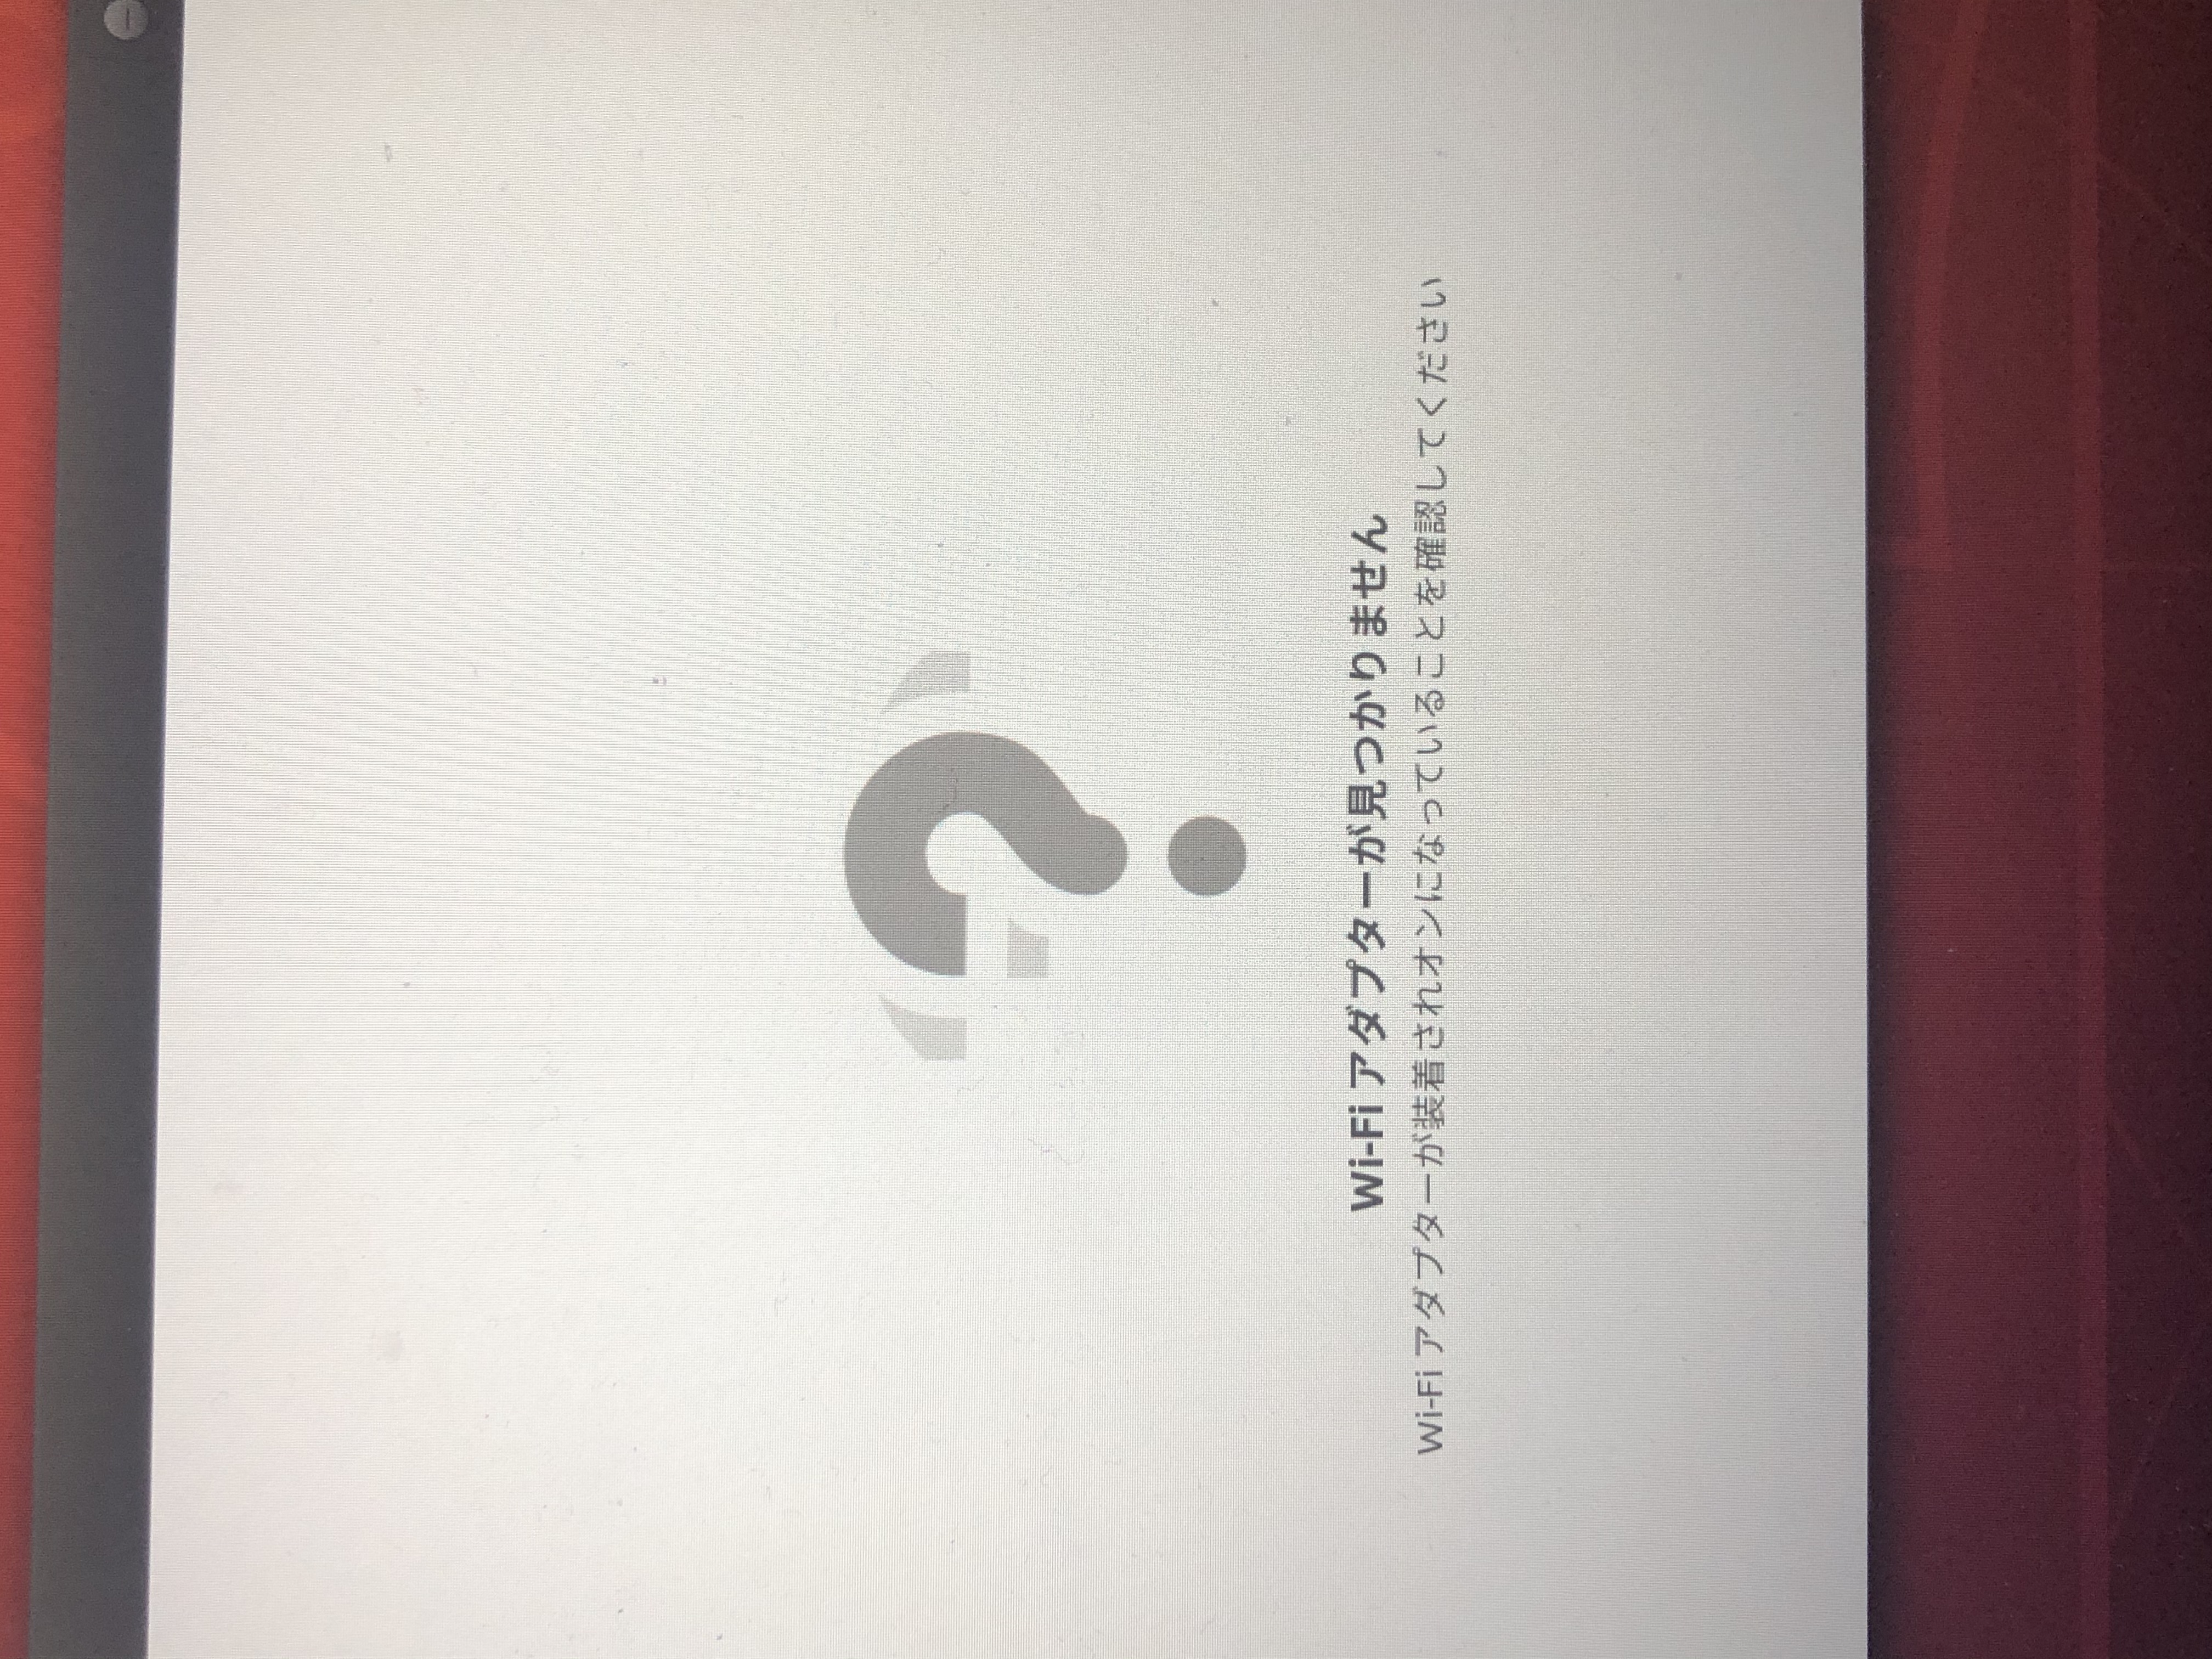 Wi-Fi アダプターが見つかりません
Wi-Fi アダプターが装着されオンになっていることを確認してください